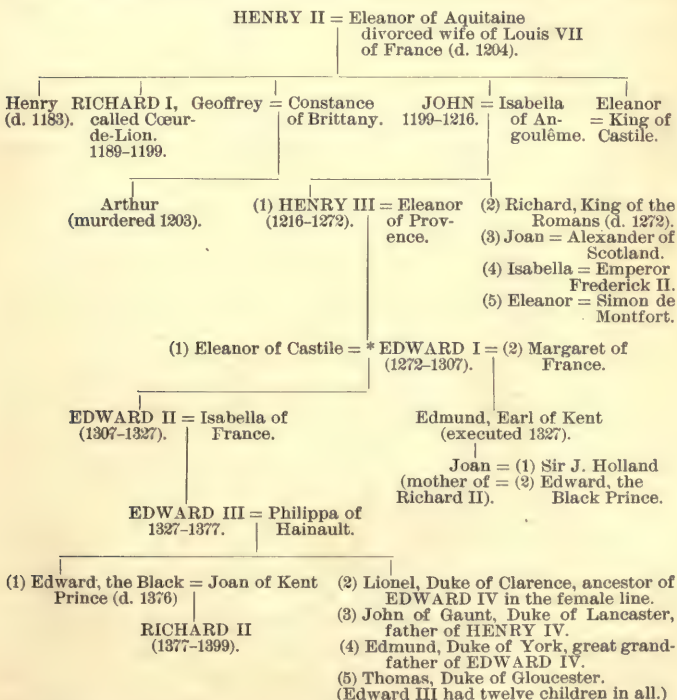 HENRY II = Eleanor of Aquitaine
divorced wife of Louis VII
of France (d. 1204).
Henry
(d. 1183).
RICHARD I,
called Cœur-
de-Lion.
1189-1199.
Geoffrey = Constance
of Brittany.
JOHN = Isabella
1199-1216. of An-
goulême.
Eleanor
= King of
Castile.
Arthur
(murdered 1203).
(1) HENRY III = Eleanor
(1216-1272). of Prov-
ence.
(2) Richard, King of the
Romans (d. 1272).
(3) Joan = Alexander of
Scotland.
(4) Isabella = Emperor
Frederick II.
(5) Eleanor = Simon de
Montfort.
(1) Eleanor of Castile = * EDWARD I = (2) Margaret of
(1272-1307). France.
EDWARD II = Isabella of
(1307-1327). France.
Edmund, Earl of Kent
(executed 1327).
Joan = (1) Sir J. Holland
(mother of = (2) Edward, the
Richard II). Black Prince.
EDWARD III = Philippa of
1327-1377. Hainault.
(1) Edward, the Black = Joan of Kent
Prince (d. 1376)
RICHARD II
(1377-1399).
(2) Lionel, Duke of Clarence, ancestor of
EDWARD IV in the female line.
(3) John of Gaunt, Duke of Lancaster,
father of HENRY IV.
(4) Edmund, Duke of York, great grand-
father of EDWARD IV.
(5) Thomas, Duke of Gloucester.
(Edward III had twelve children in all.)